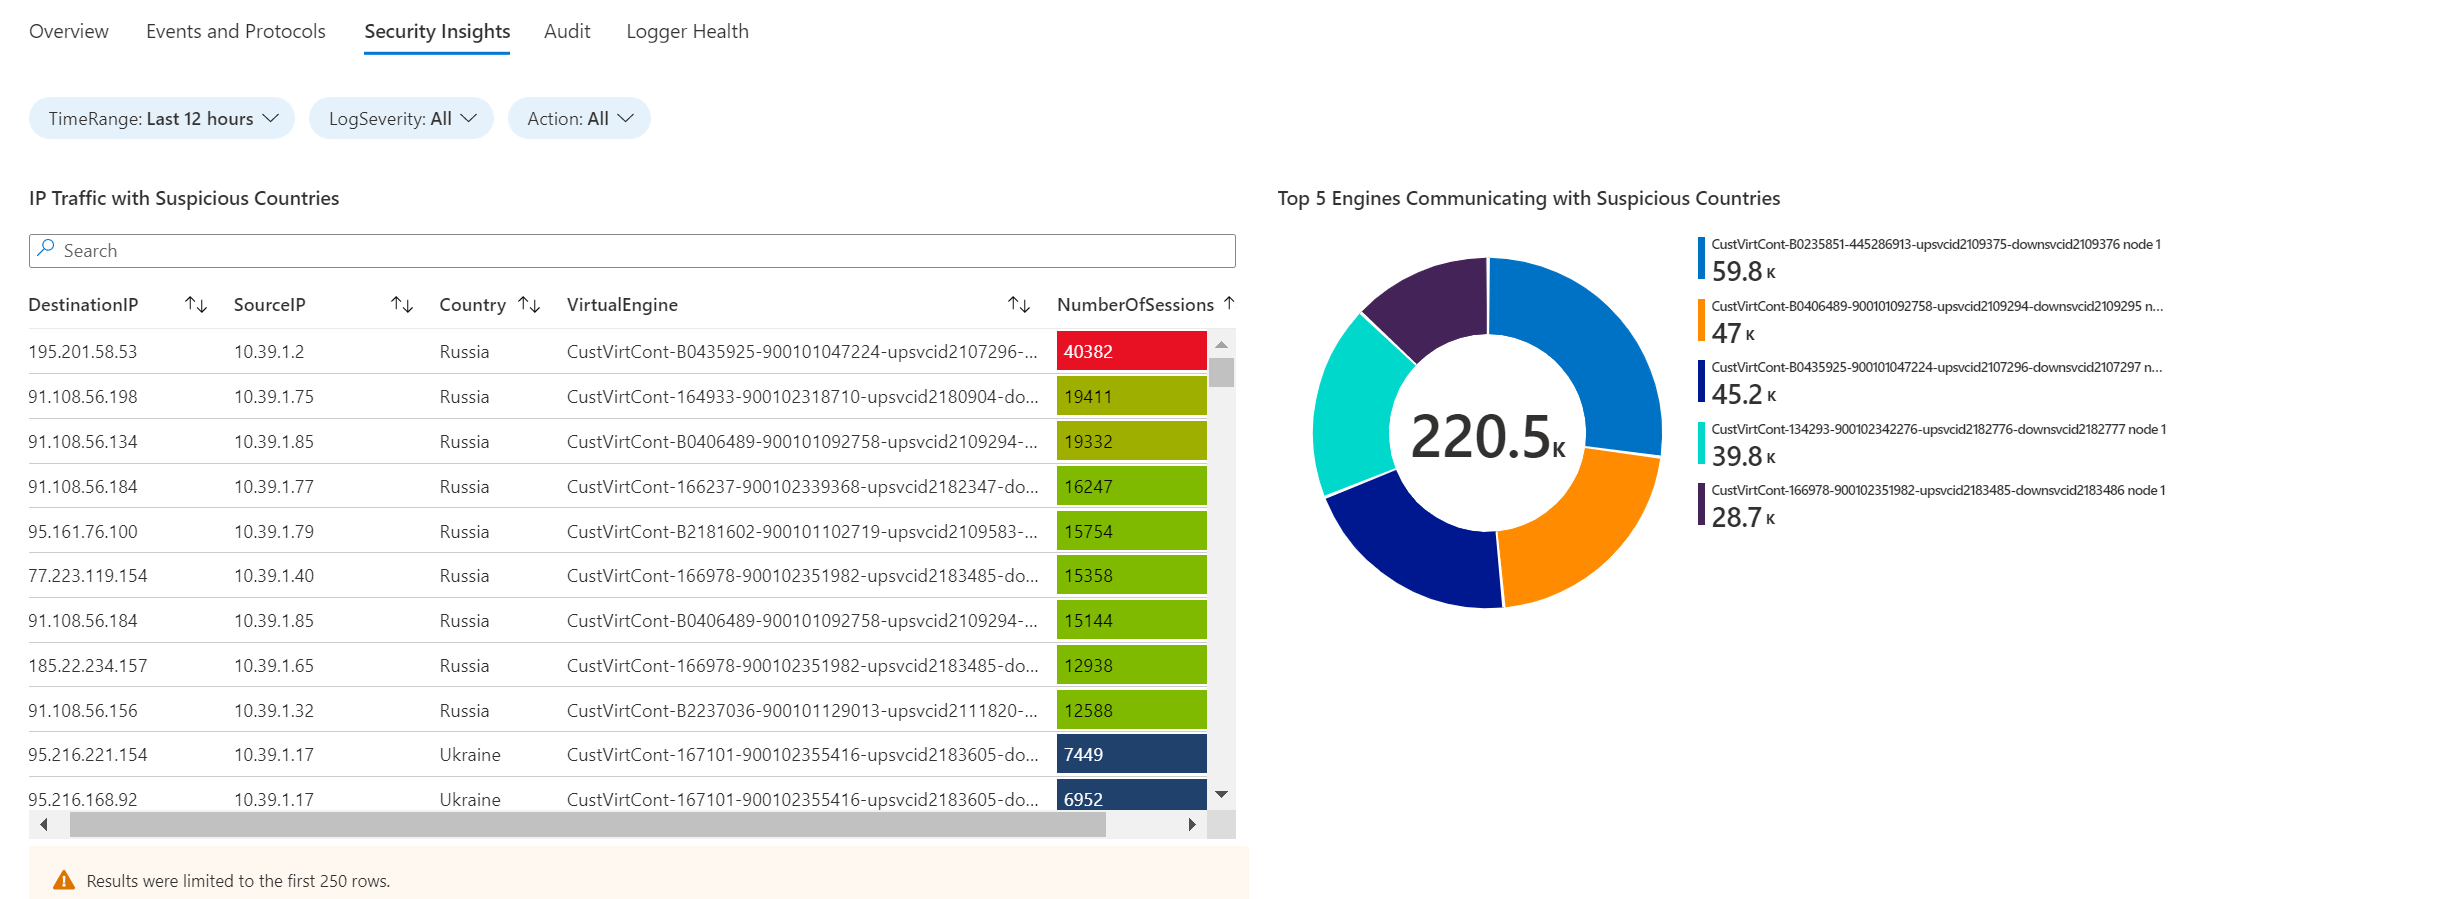 Overview Events and Protocols Security Insights Audit Logger Health
TimeRange: Last 12 hours LogSeverity: All Action: All
IP Traffic with Suspicious Countries
Search
DestinationIP SourceIP Country VirtualEngine NumberOfSessions
195.201.58.53 10.39.1.2 Russia CustVirtCont-B0435925-900101047224-upsvcid2107296-... 40382
91.108.56.198 10.39.1.75 Russia CustVirtCont-164933-900102318710-upsvcid2180904-do... 19411
91.108.56.134 10.39.1.85 Russia CustVirtCont-B0406489-900101092758-upsvcid2109294-... 19332
91.108.56.184 10.39.1.77 Russia CustVirtCont-166237-900102339368-upsvcid2182347-do... 16247
95.161.76.100 10.39.1.79 Russia CustVirtCont-B2181602-900101102719-upsvcid2109583-... 15754
77.223.119.154 10.39.1.40 Russia CustVirtCont-166978-900102351982-upsvcid2183485-do... 15358
91.108.56.184 10.39.1.85 Russia CustVirtCont-B0406489-900101092758-upsvcid2109294-... 15144
185.22.234.157 10.39.1.65 Russia CustVirtCont-166978-900102351982-upsvcid2183485-do... 12938
91.108.56.156 10.39.1.32 Russia CustVirtCont-B2237036-900101129013-upsvcid2111820-... 12588
95.216.221.154 10.39.1.17 Ukraine CustVirtCont-167101-900102355416-upsvcid2183605-do... 7449
95.216.168.92 10.39.1.17 Ukraine CustVirtCont-167101-900102355416-upsvcid2183605-do... 6952
Results were limited to the first 250 rows.
Top 5 Engines Communicating with Suspicious Countries
220.5K
CustVirtCont-B0235851-445286913-upsvcid2109375-downsvcid2109376 node 1
59.8 K
CustVirtCont-B0406489-900101092758-upsvcid2109294-downsvcid2109295 n...
47 K
CustVirtCont-B0435925-900101047224-upsvcid2107296-downsvcid2107297 n...
45.2 K
CustVirtCont-134293-900102342276-upsvcid2182776-downsvcid2182777 node 1
39.8 K
CustVirtCont-166978-900102351982-upsvcid2183485-downsvcid2183486 node 1
28.7 K